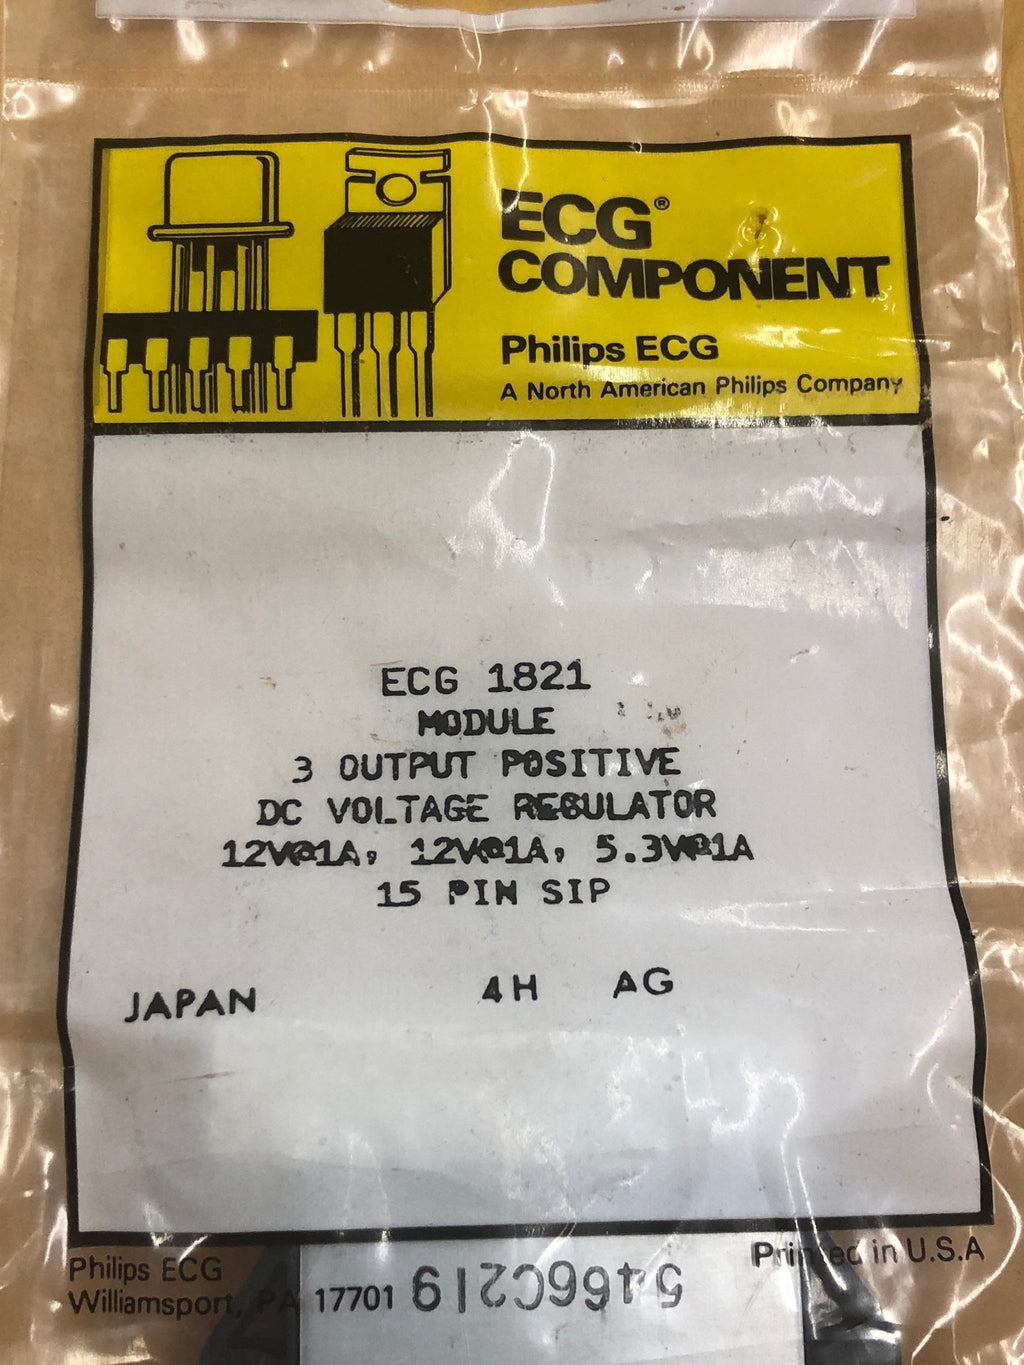 ECG®
COMPONENT
Philips ECG
A North American Philips Company
ECG 1821
MODULE
3 OUTPUT POSITIVE
DC VOLTAGE REGULATOR
12V@1A, 12V@1A, 5.3V@1A
15 PIN SIP
JAPAN 4H AG
Philips ECG
Williamsport, PA 17701
Printed in U.S.A
5466C219